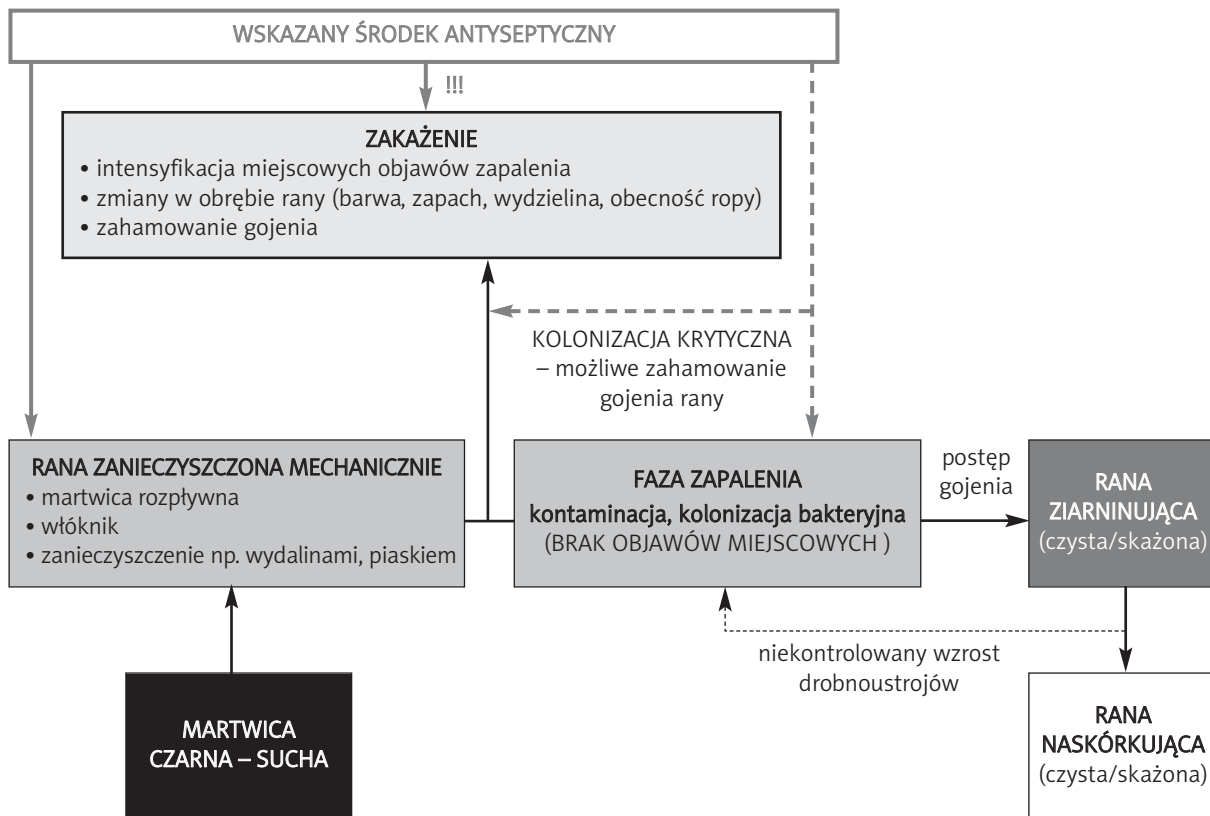 WSKAZANY ŚRODEK ANTYSEPTYCZNY
!!!
ZAKAŻENIE
• intensyfikacja miejscowych objawów zapalenia
• zmiany w obrębie rany (barwa, zapach, wydzielina, obecność ropy)
• zahamowanie gojenia
KOLONIZACJA KRYTYCZNA
– możliwe zahamowanie
gojenia rany
RANA ZANIECZYSZCZONA MECHANICZNIE
• martwica rozpływna
• włóknik
• zanieczyszczenie np. wydalinami, piaskiem
FAZA ZAPALENIA
kontaminacja, kolonizacja bakteryjna
(BRAK OBJAWÓW MIEJSCOWYCH )
postęp
gojenia
RANA
ZIARNINUJĄCA
(czysta/skażona)
niekontrolowany wzrost
drobnoustrojów
MARTWICA
CZARNA – SUCHA
RANA
NASKÓRKUJĄCA
(czysta/skażona)